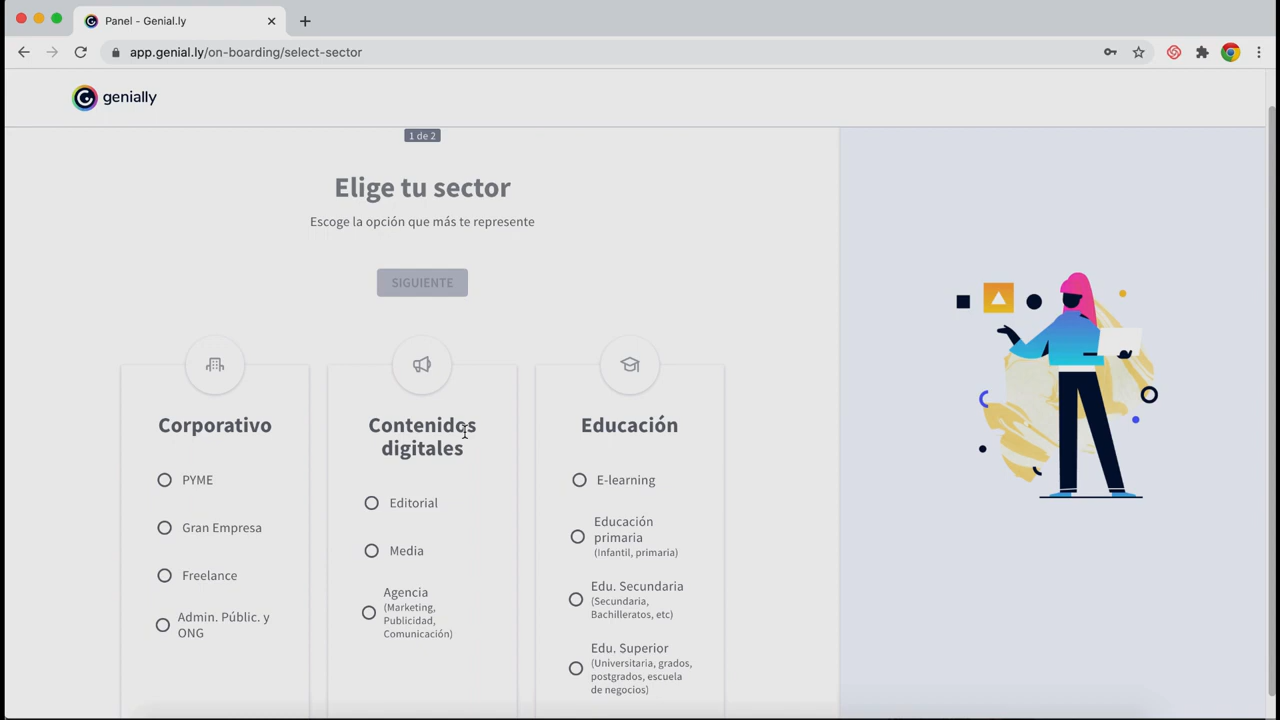 Panel - Genial.ly
app.genial.ly/on-boarding/select-sector
genially
1 de 2
Elige tu sector
Escoge la opción que más te represente
SIGUIENTE
Corporativo
PYME
Gran Empresa
Freelance
Admin. Públic. y
ONG
Contenidos
digitales
Editorial
Media
Agencia
(Marketing,
Publicidad,
Comunicación)
Educación
E-learning
Educación
primaria
(Infantil, primaria)
Edu. Secundaria
(Secundaria,
Bachilleratos, etc)
Edu. Superior
(Universitaria, grados,
postgrados, escuela
de negocios)